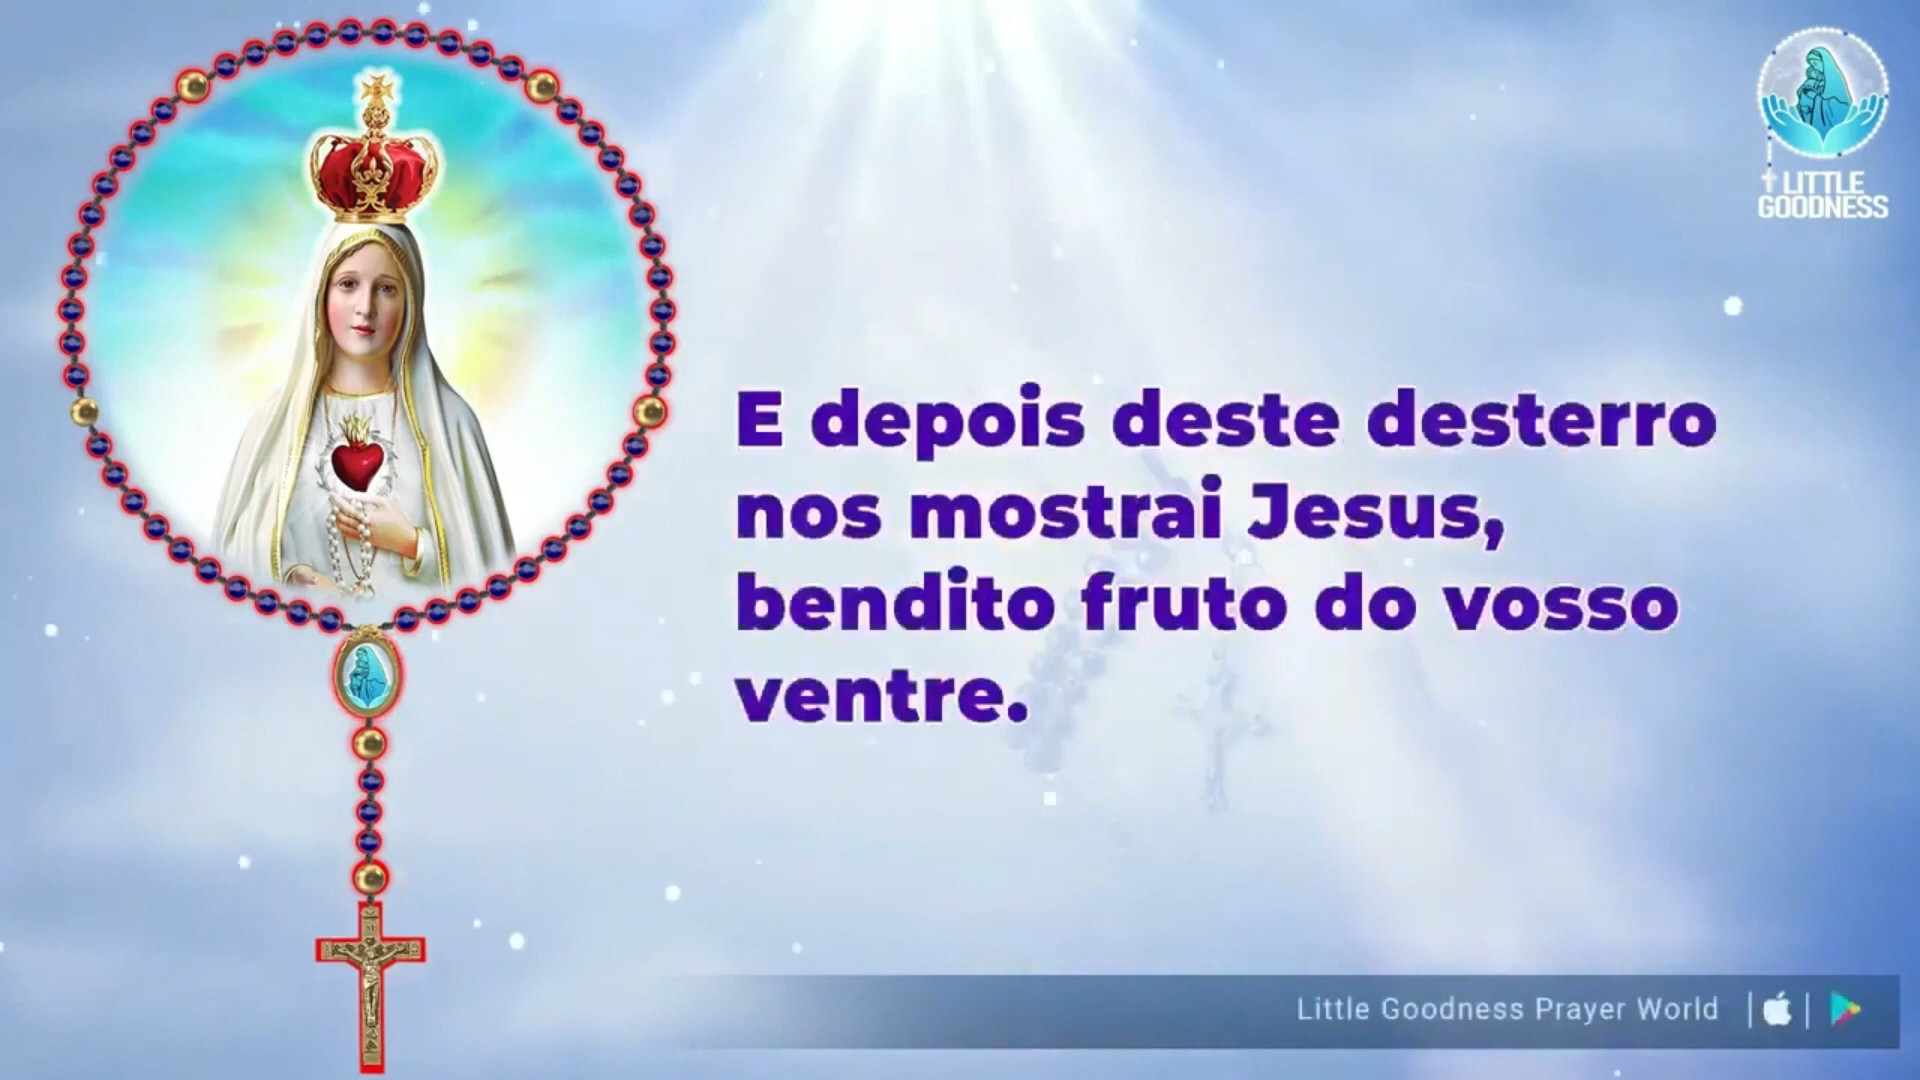 LITTLE
GOODNESS
E depois deste desterro
nos mostrai Jesus,
bendito fruto do vosso
ventre.
Little Goodness Prayer World